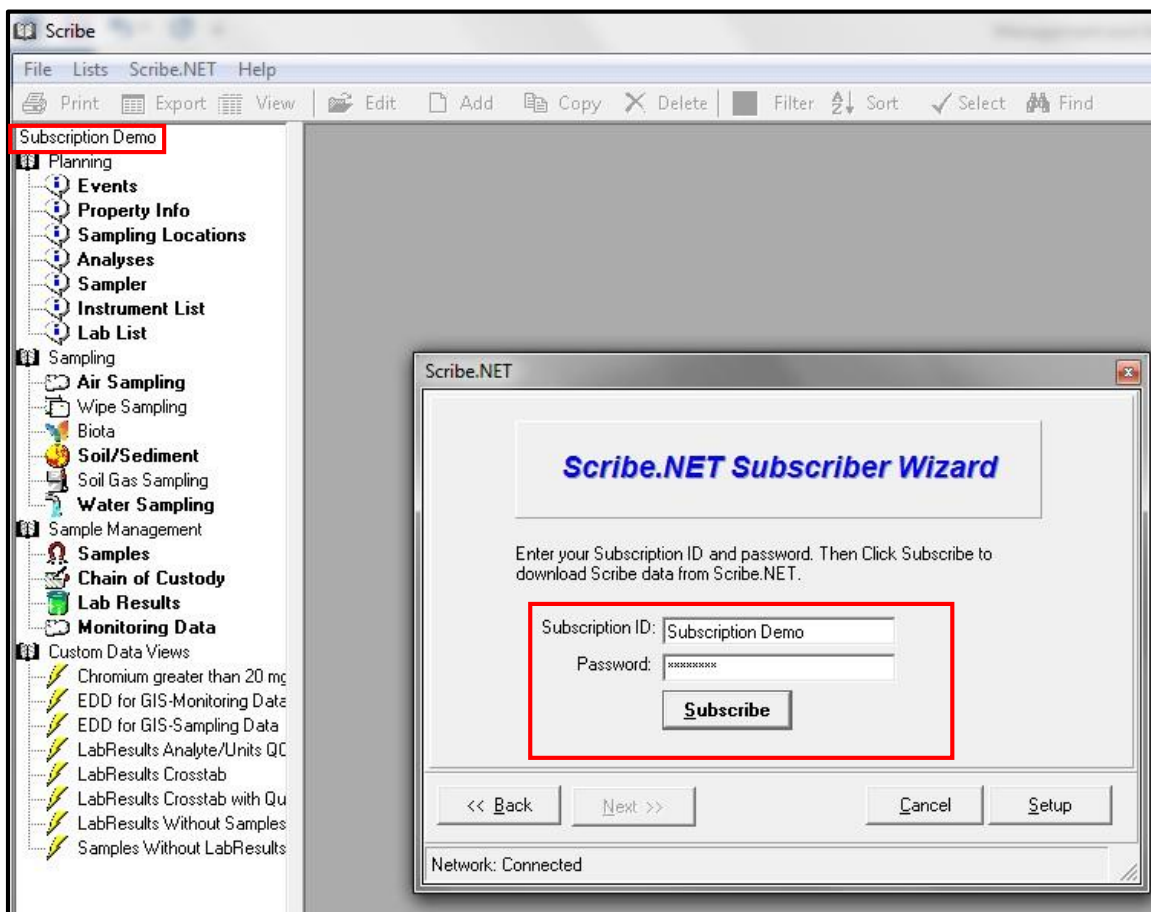 Scribe
File Lists Scribe.NET Help
Print Export View Edit Add Copy Delete Filter Sort Select Find
Subscription Demo
Planning
Events
Property Info
Sampling Locations
Analyses
Sampler
Instrument List
Lab List
Sampling
Air Sampling
Wipe Sampling
Biota
Soil/Sediment
Soil Gas Sampling
Water Sampling
Sample Management
Samples
Chain of Custody
Lab Results
Monitoring Data
Custom Data Views
Chromium greater than 20 mg
EDD for GIS-Monitoring Data
EDD for GIS-Sampling Data
LabResults Analyte/Units QC
LabResults Crosstab
LabResults Crosstab with Qu
LabResults Without Samples
Samples Without LabResults
Scribe.NET
Scribe.NET Subscriber Wizard
Enter your Subscription ID and password. Then Click Subscribe to
download Scribe data from Scribe.NET.
Subscription ID: Subscription Demo
Password: ********
Subscribe
<< Back Next >> Cancel Setup
Network: Connected